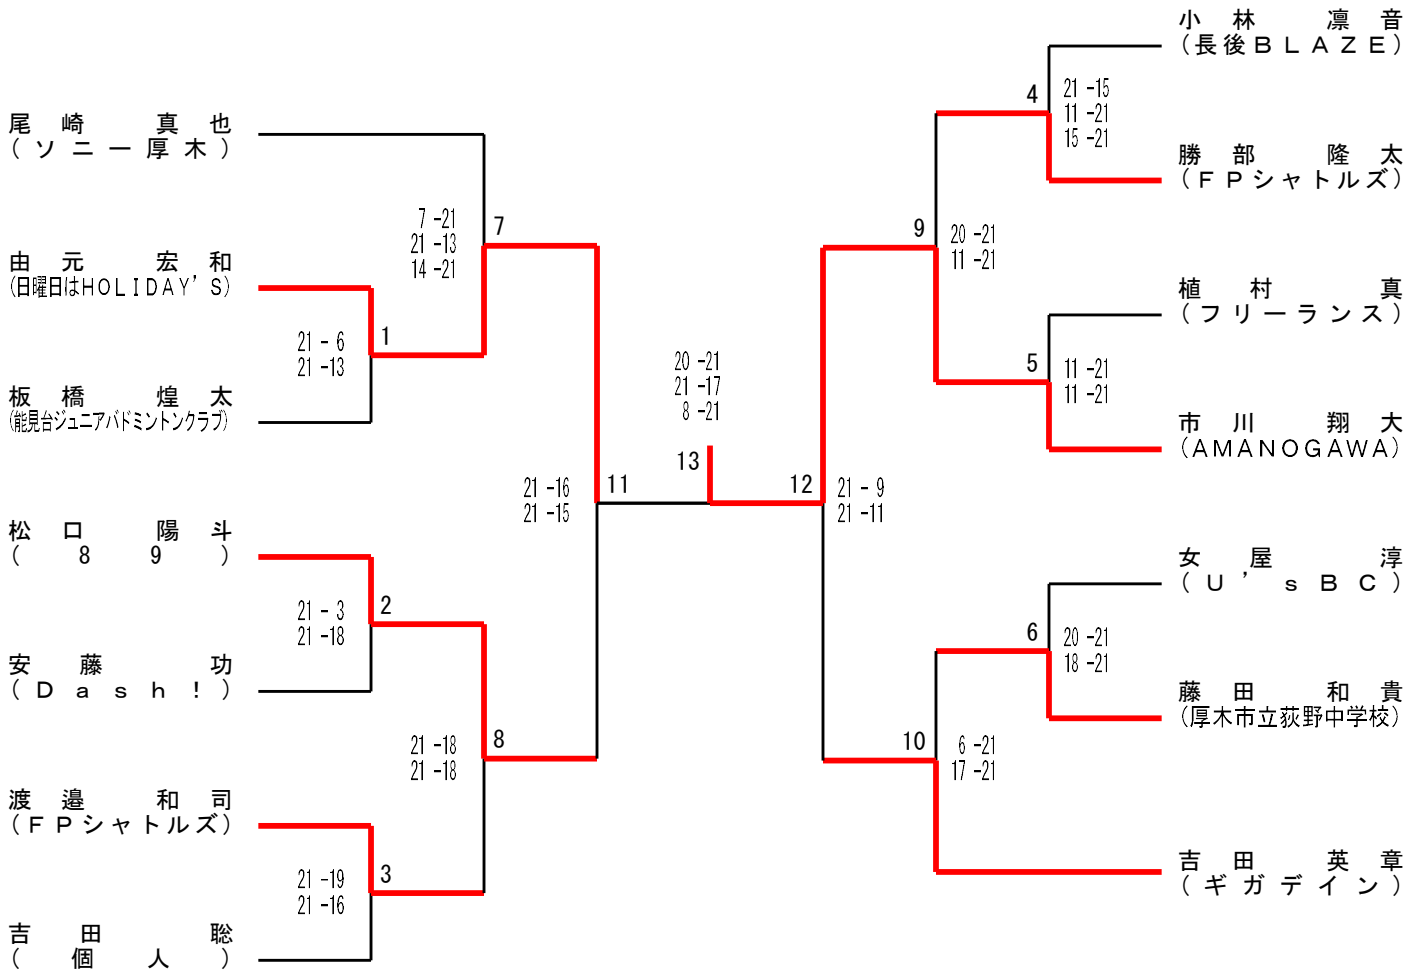 尾崎 真也
(ソニー厚木)
由元 宏和
(日曜日はHOLIDAY'S)
板橋 煌太
(能見台ジュニアバドミントンクラブ)
松口 陽斗
(89)
安藤 功
(Dash!)
渡邉 和司
(FPシャトルズ)
吉田 聡
(個人)
7
7 -21
21 -13
14 -21
1
21 - 6
21 -13
2
21 - 3
21 -18
8
21 -18
21 -18
3
21 -19
21 -16
11
21 -16
21 -15
20 -21
21 -17
8 -21
13
12
21 - 9
21 -11
9
20 -21
11 -21
4
21 -15
11 -21
15 -21
5
11 -21
11 -21
6
20 -21
18 -21
10
6 -21
17 -21
小林 凛音
(長後BLAZE)
勝部 隆太
(FPシャトルズ)
植村 真
(フリーランス)
市川 翔大
(AMANOGAWA)
女屋 淳
(U'sBC)
藤田 和貴
(厚木市立荻野中学校)
吉田 英章
(ギガデイン)